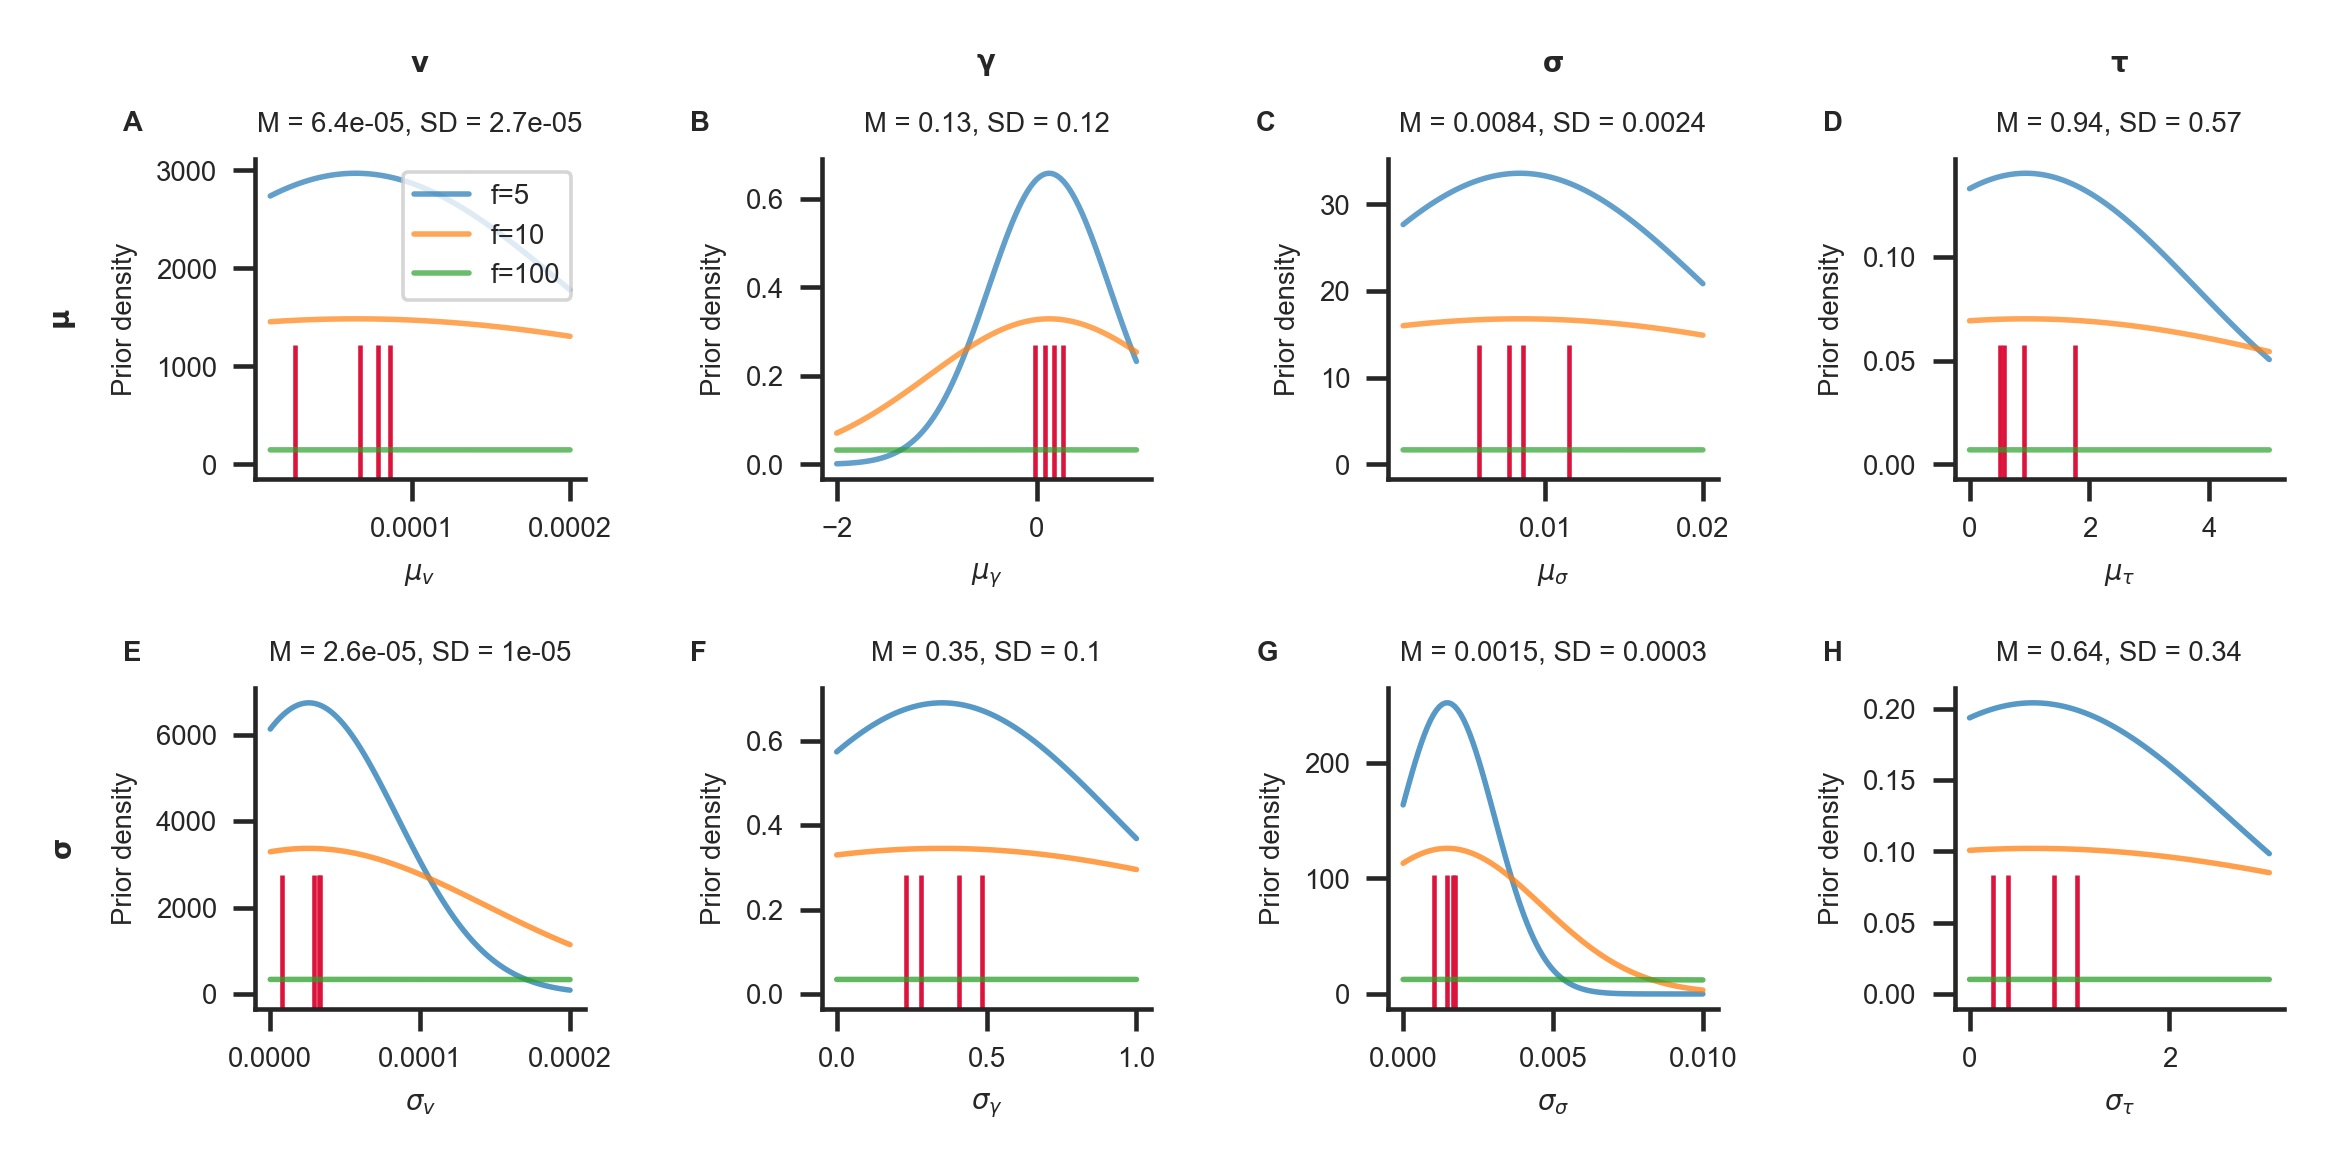 v
γ
σ
τ
A
M = 6.4e-05, SD = 2.7e-05
B
M = 0.13, SD = 0.12
C
M = 0.0084, SD = 0.0024
D
M = 0.94, SD = 0.57
μ
Prior density
3000
2000
1000
0
f=5
f=10
f=100
0.0001
0.0002
μᵥ
Prior density
0.6
0.4
0.2
0.0
−2
0
μᵧ
Prior density
30
20
10
0
0.01
0.02
μ_σ
Prior density
0.10
0.05
0.00
0
2
4
μ_τ
E
M = 2.6e-05, SD = 1e-05
F
M = 0.35, SD = 0.1
G
M = 0.0015, SD = 0.0003
H
M = 0.64, SD = 0.34
σ
Prior density
6000
4000
2000
0
0.0000
0.0001
0.0002
σᵥ
Prior density
0.6
0.4
0.2
0.0
0.0
0.5
1.0
σᵧ
Prior density
200
100
0
0.000
0.005
0.010
σ_σ
Prior density
0.20
0.15
0.10
0.05
0.00
0
2
σ_τ